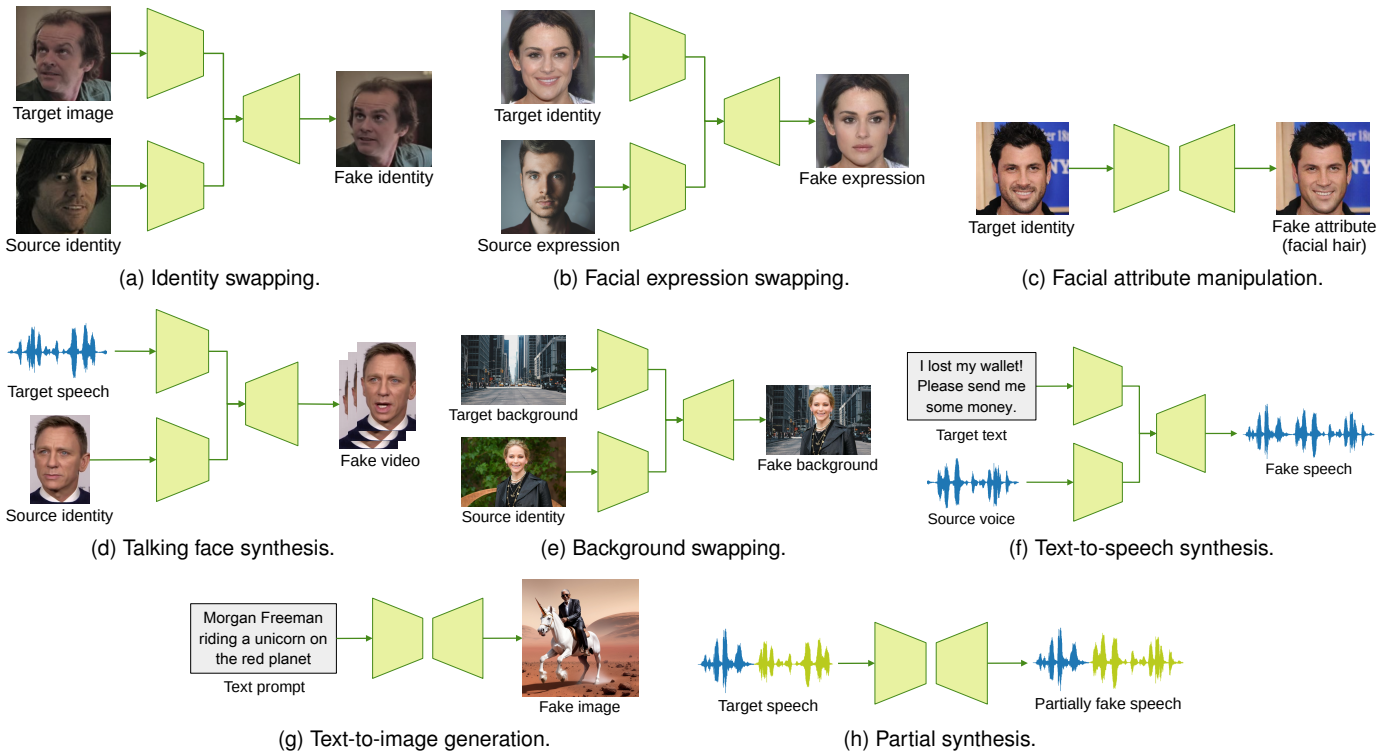 Target image
Source identity
Fake identity
(a) Identity swapping.
Target identity
Source expression
Fake expression
(b) Facial expression swapping.
Target identity
er 18
NY
Fake attribute
(facial hair)
(c) Facial attribute manipulation.
Target speech
Source identity
Fake video
(d) Talking face synthesis.
Target background
Source identity
Fake background
(e) Background swapping.
I lost my wallet!
Please send me
some money.
Target text
Source voice
Fake speech
(f) Text-to-speech synthesis.
Morgan Freeman
riding a unicorn on
the red planet
Text prompt
Fake image
(g) Text-to-image generation.
Target speech
Partially fake speech
(h) Partial synthesis.